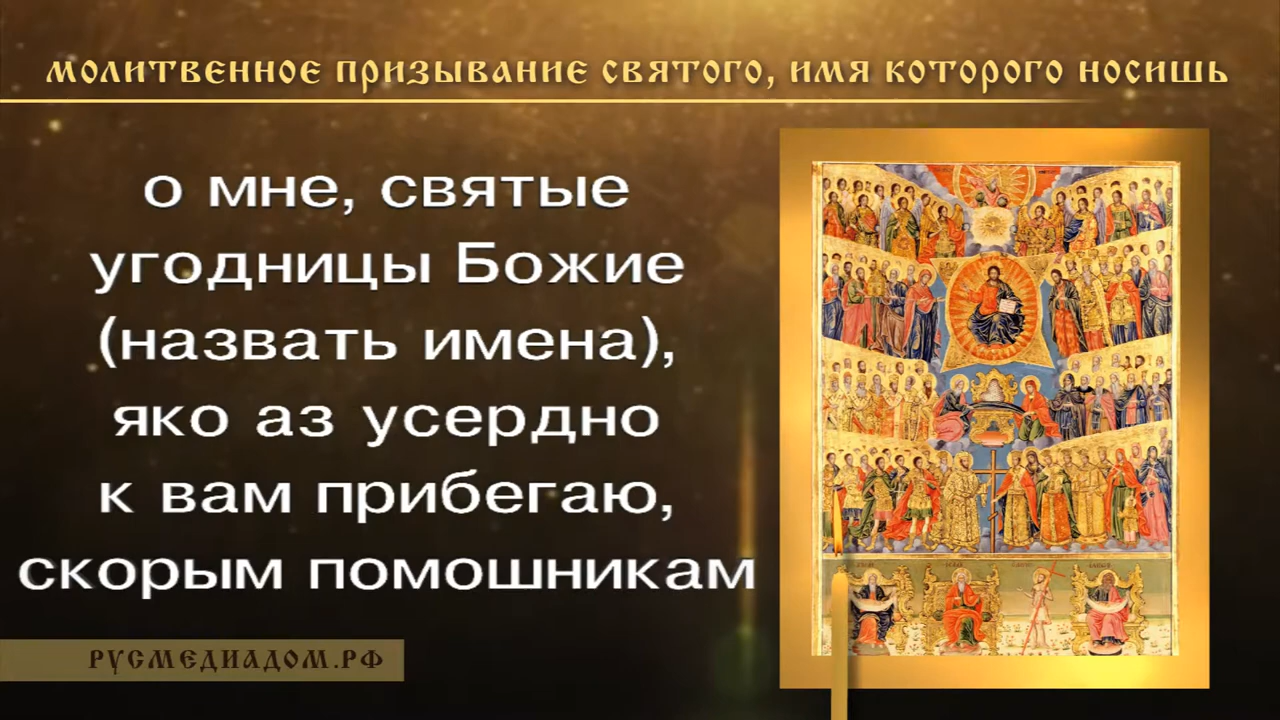 молитвенное призывание святого, имя которого носишь
о мне, святые
угодницы Божие
(назвать имена),
яко аз усердно
к вам прибегаю,
скорым помошникам
РУСМЕДИАДОМ.РФ